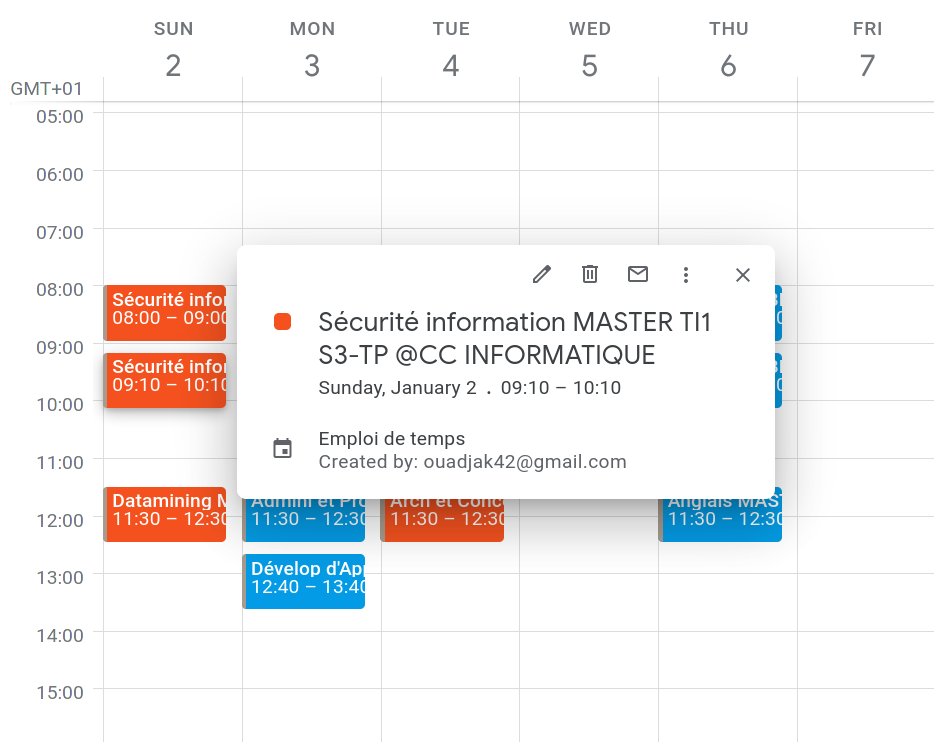 SUN MON TUE WED THU FRI
2 3 4 5 6 7
GMT+01
05:00
06:00
07:00
08:00
Sécurité infor
08:00 – 09:00
09:00
Sécurité infor
09:10 – 10:10
10:00
Sécurité information MASTER TI1
S3-TP @CC INFORMATIQUE
Sunday, January 2 . 09:10 – 10:10
Emploi de temps
Created by: ouadjak42@gmail.com
11:00
Datamining M
11:30 – 12:30
Admini et Pro
11:30 – 12:30
Archi et Conc
11:30 – 12:30
Anglais MAST
11:30 – 12:30
12:00
Dévelop d'App
12:40 – 13:40
13:00
14:00
15:00